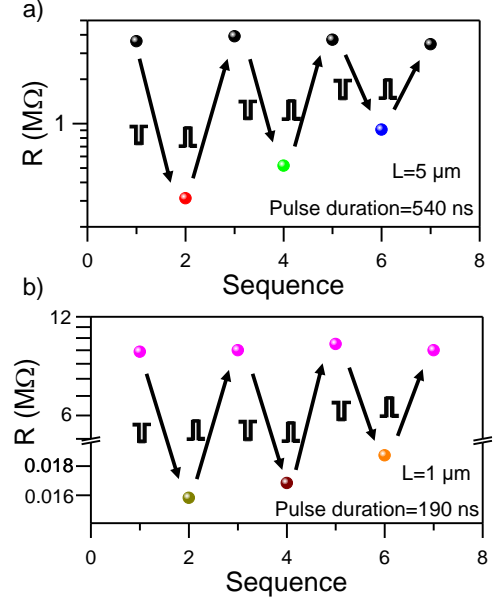 a)
R (MΩ)
1
L=5 µm
Pulse duration=540 ns
0 2 4 6 8
Sequence
b)
R (MΩ)
12
6
0.018
0.016
L=1 µm
Pulse duration=190 ns
0 2 4 6 8
Sequence